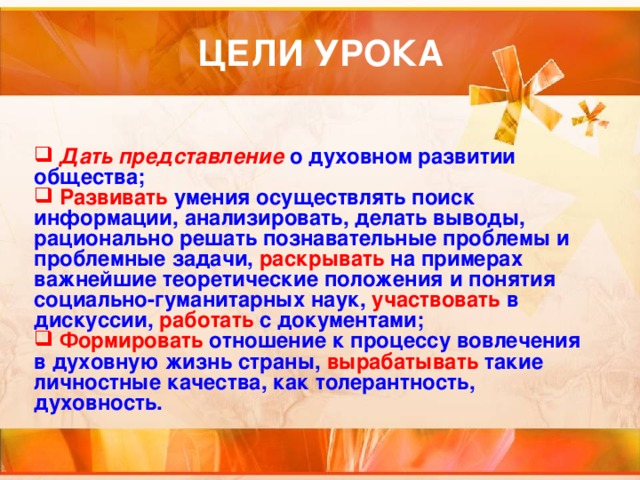 ЦЕЛИ УРОКА
❑ Дать представление о духовном развитии
общества;
❑ Развивать умения осуществлять поиск
информации, анализировать, делать выводы,
рационально решать познавательные проблемы и
проблемные задачи, раскрывать на примерах
важнейшие теоретические положения и понятия
социально-гуманитарных наук, участвовать в
дискуссии, работать с документами;
❑ Формировать отношение к процессу вовлечения
в духовную жизнь страны, вырабатывать такие
личностные качества, как толерантность,
духовность.